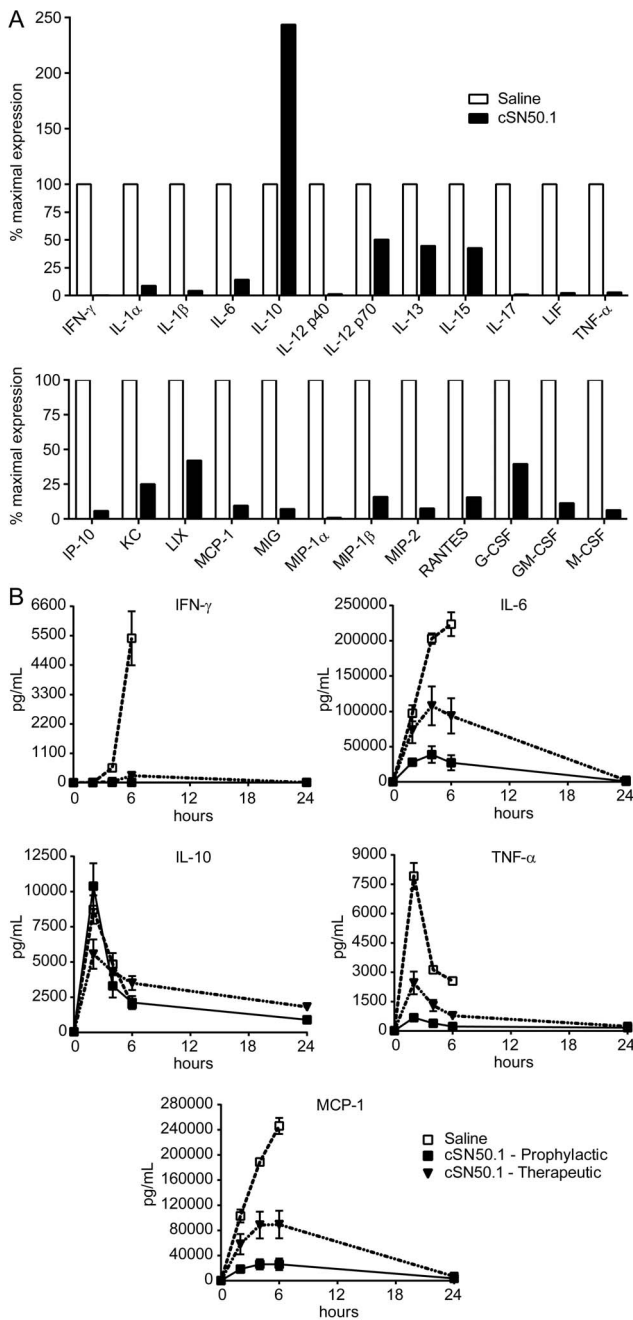 A
% maximal expression
250
200
150
100
75
50
25
0
Saline
cSN50.1
IFN-γ
IL-1α
IL-1β
IL-6
IL-10
IL-12 p40
IL-12 p70
IL-13
IL-15
IL-17
LIF
TNF-α
% maximal expression
100
75
50
25
0
IP-10
KC
LIX
MCP-1
MIG
MIP-1α
MIP-1β
MIP-2
RANTES
G-CSF
GM-CSF
M-CSF
B
IFN-γ
pg/mL
6600
5500
4400
3300
2200
1100
0
0 6 12 18 24
hours
IL-6
pg/mL
250000
200000
150000
100000
50000
0
0 6 12 18 24
hours
IL-10
pg/mL
12500
10000
7500
5000
2500
0
0 6 12 18 24
hours
TNF-α
pg/mL
9000
7500
6000
4500
3000
1500
0
0 6 12 18 24
hours
MCP-1
pg/mL
280000
240000
200000
160000
120000
80000
40000
0
0 6 12 18 24
hours
Saline
cSN50.1 - Prophylactic
cSN50.1 - Therapeutic